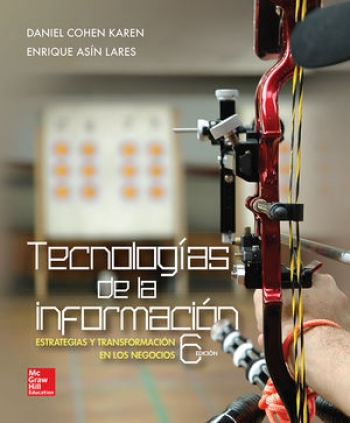 DANIEL COHEN KAREN
ENRIQUE ASÍN LARES
Tecnologías
de la
información
ESTRATEGIAS Y TRANSFORMACIÓN
EN LOS NEGOCIOS
6
EDICIÓN
Mc
Graw
Hill
Education